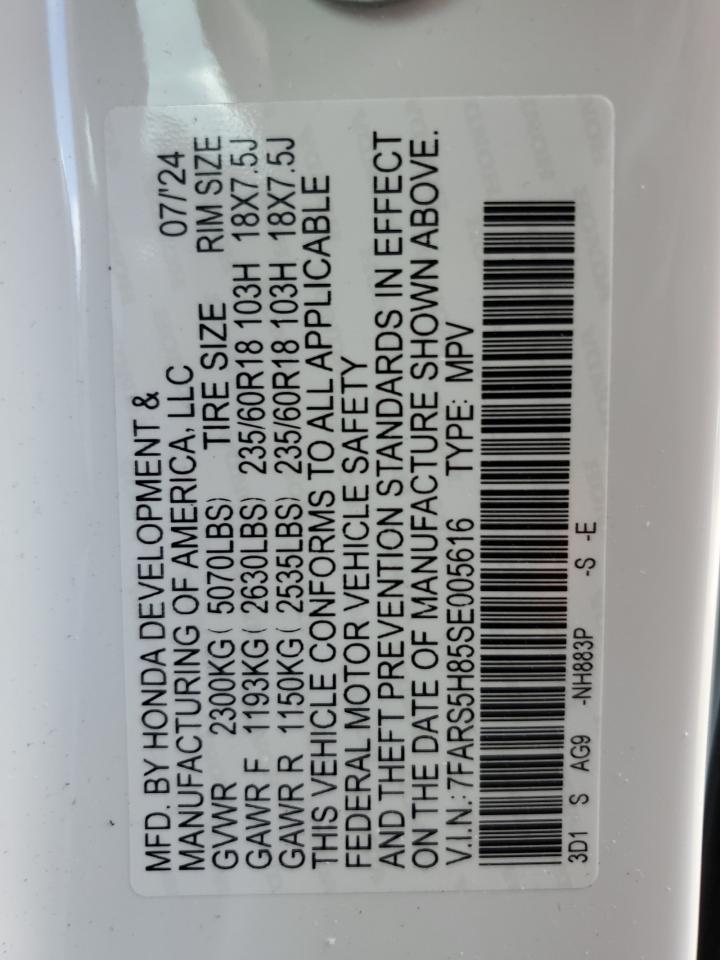 MFD. BY HONDA DEVELOPMENT &
MANUFACTURING OF AMERICA, LLC 07/'24
GVWR 2300KG( 5070LBS) TIRE SIZE RIM SIZE
GAWR F 1193KG( 2630LBS) 235/60R18 103H 18X7.5J
GAWR R 1150KG( 2535LBS) 235/60R18 103H 18X7.5J
THIS VEHICLE CONFORMS TO ALL APPLICABLE
FEDERAL MOTOR VEHICLE SAFETY
AND THEFT PREVENTION STANDARDS IN EFFECT
ON THE DATE OF MANUFACTURE SHOWN ABOVE.
V.I.N.: 7FARS5H85SE005616 TYPE: MPV
3D1 S AG9 -NH883P -S -E